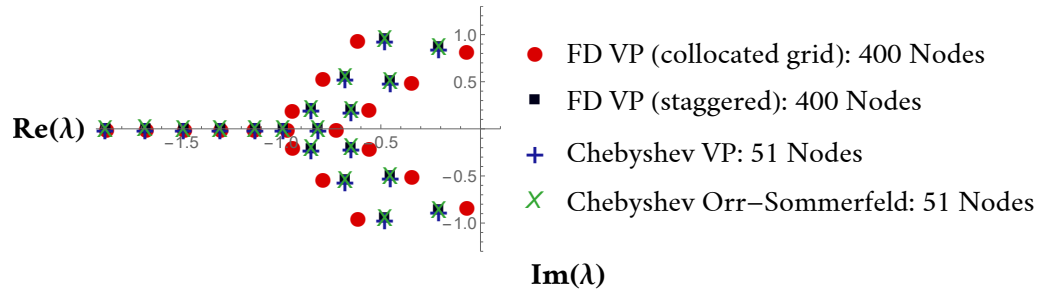 1.0
FD VP (collocated grid): 400 Nodes
0.5
FD VP (staggered): 400 Nodes
Re(λ)
−1.5
−1.0
−0.5
Chebyshev VP: 51 Nodes
−0.5
Chebyshev Orr−Sommerfeld: 51 Nodes
−1.0
Im(λ)